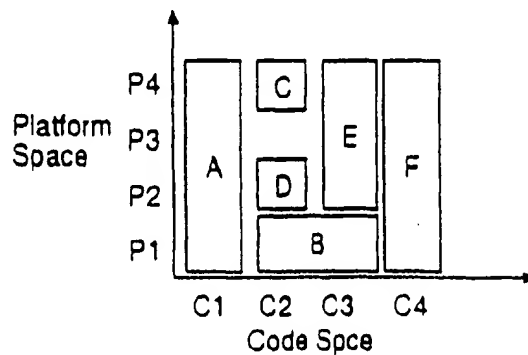 P4
C
Platform
Space
P3
A
E
F
P2
D
P1
B
C1 C2 C3 C4
Code Spce